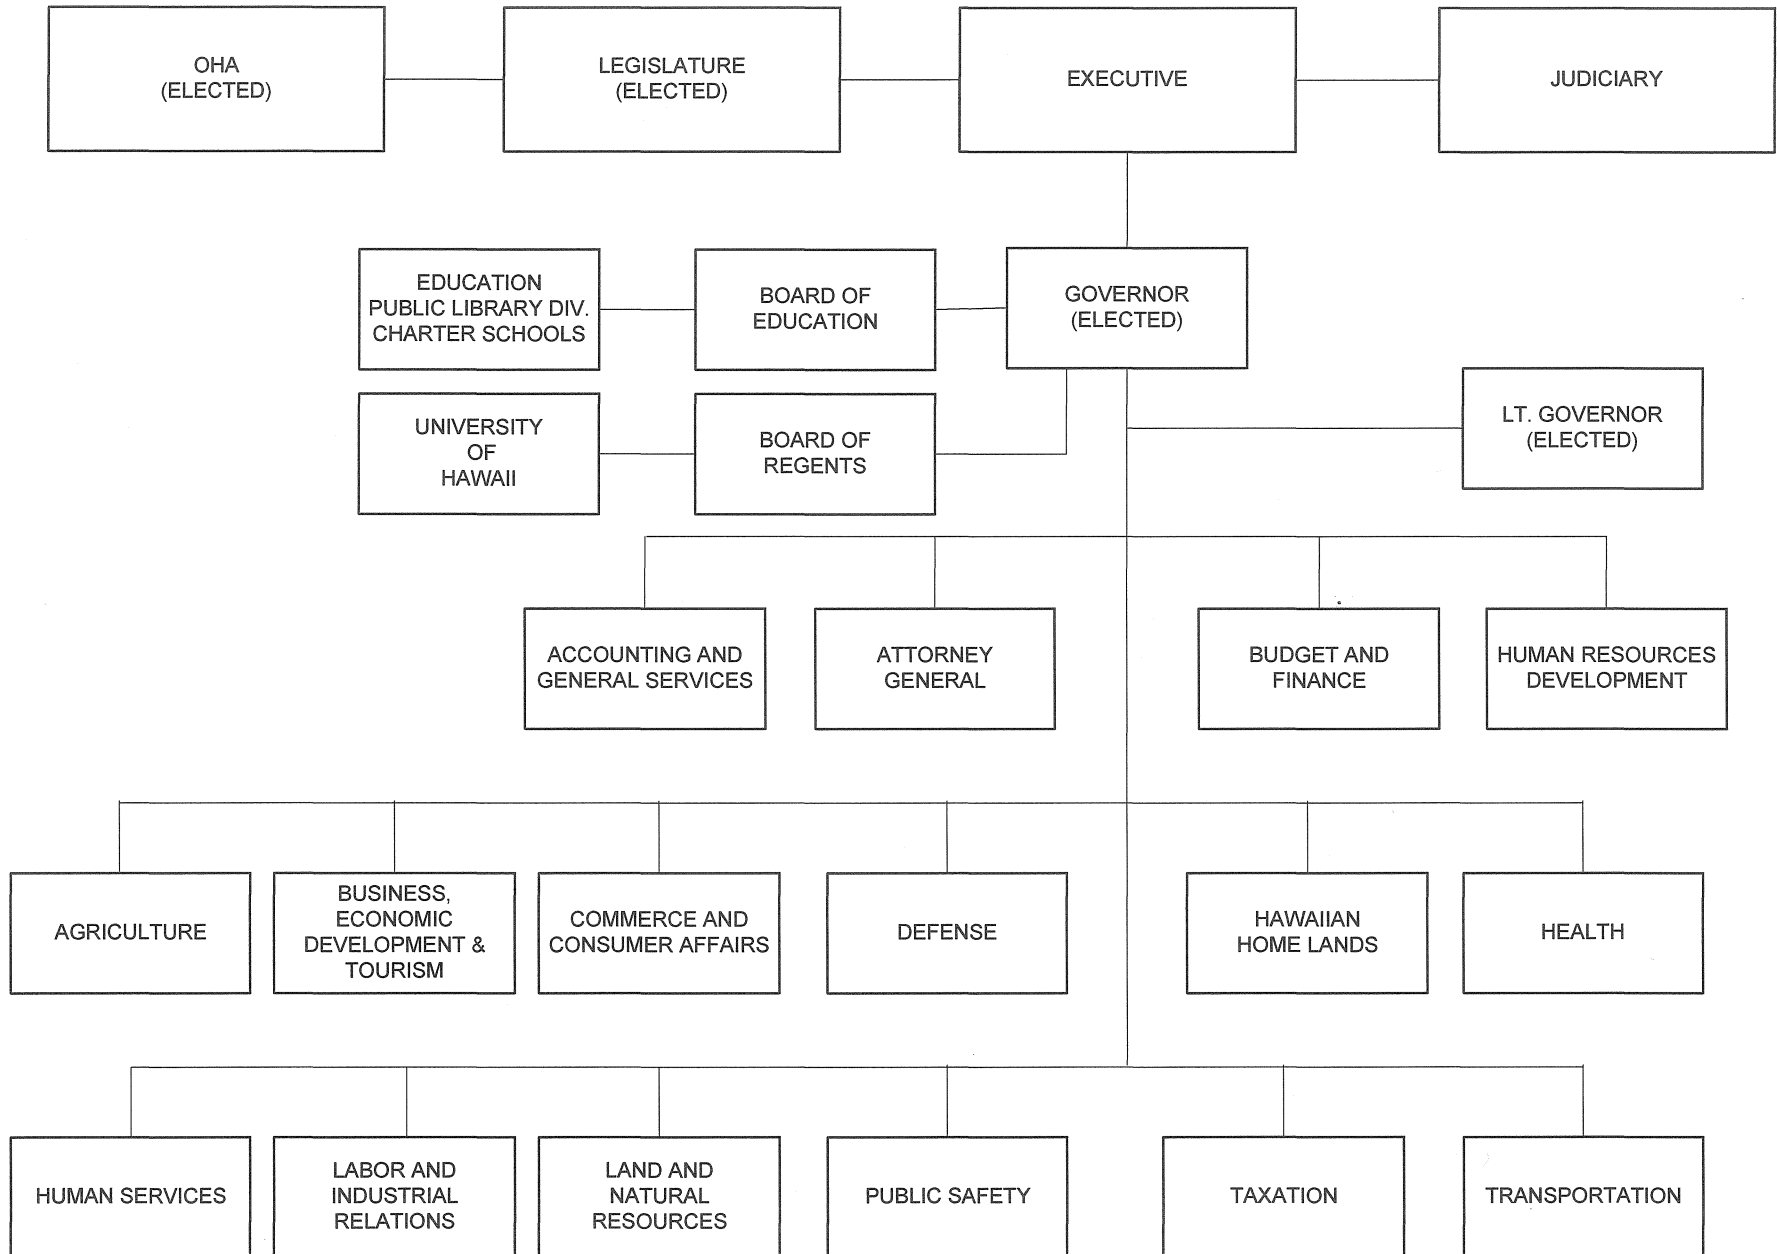 OHA
(ELECTED)
LEGISLATURE
(ELECTED)
EXECUTIVE
JUDICIARY
EDUCATION
PUBLIC LIBRARY DIV.
CHARTER SCHOOLS
BOARD OF
EDUCATION
GOVERNOR
(ELECTED)
UNIVERSITY
OF
HAWAII
BOARD OF
REGENTS
LT. GOVERNOR
(ELECTED)
ACCOUNTING AND
GENERAL SERVICES
ATTORNEY
GENERAL
BUDGET AND
FINANCE
HUMAN RESOURCES
DEVELOPMENT
AGRICULTURE
BUSINESS,
ECONOMIC
DEVELOPMENT &
TOURISM
COMMERCE AND
CONSUMER AFFAIRS
DEFENSE
HAWAIIAN
HOME LANDS
HEALTH
HUMAN SERVICES
LABOR AND
INDUSTRIAL
RELATIONS
LAND AND
NATURAL
RESOURCES
PUBLIC SAFETY
TAXATION
TRANSPORTATION